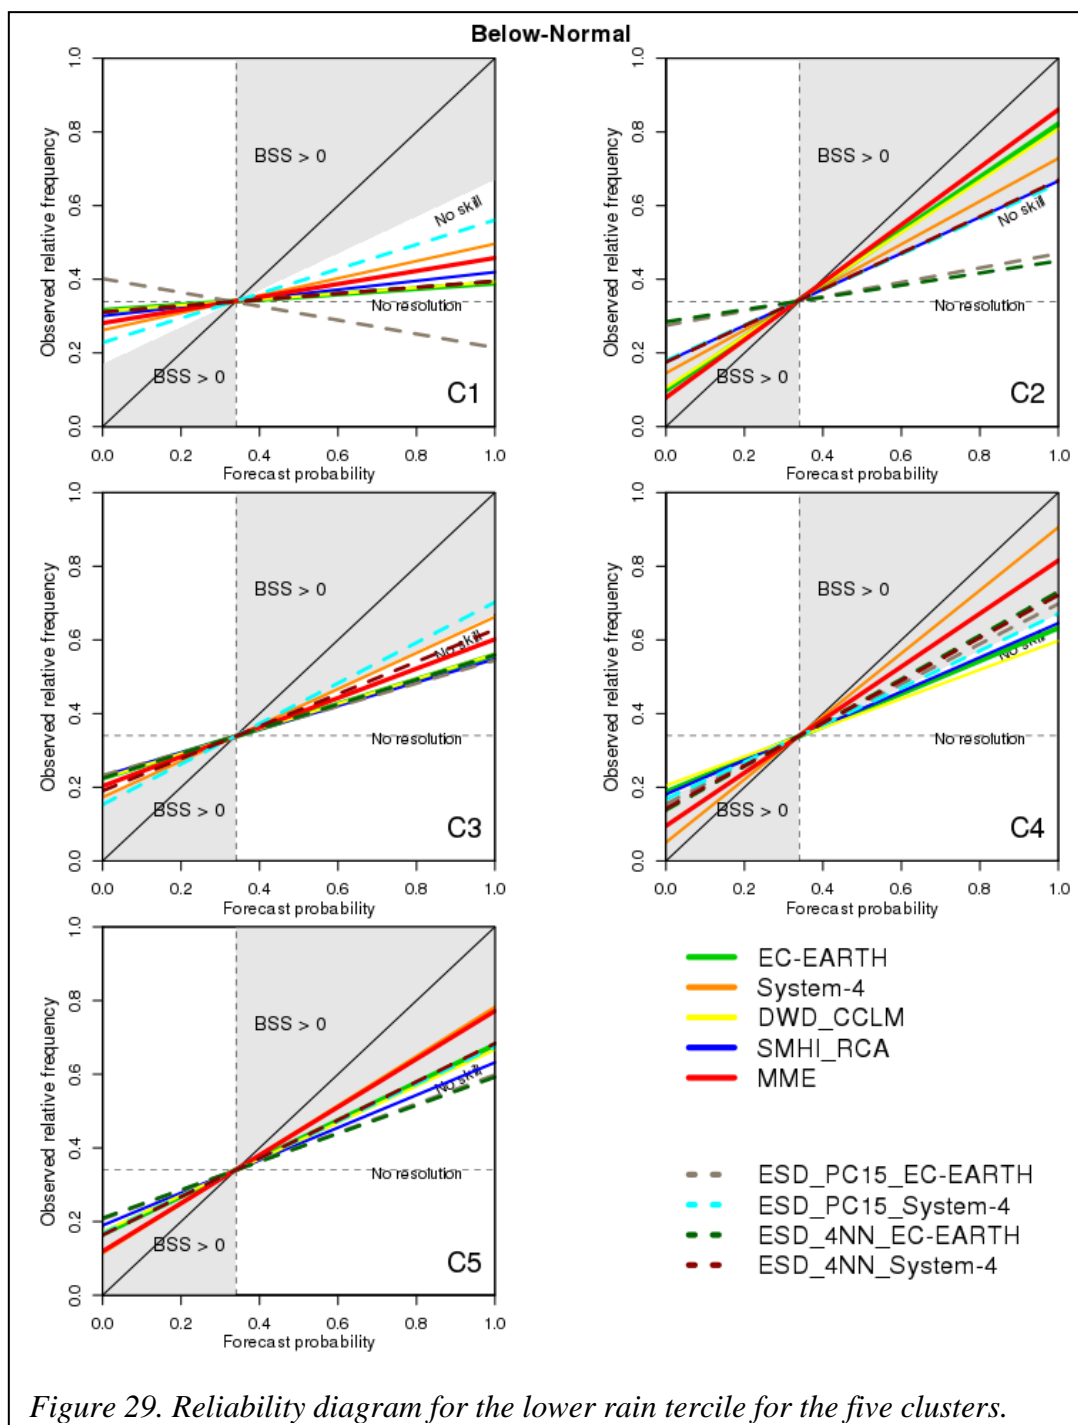 Below-Normal
Observed relative frequency
0.0 0.2 0.4 0.6 0.8 1.0
BSS > 0
No skill
No resolution
BSS > 0
C1
0.0 0.2 0.4 0.6 0.8 1.0
Forecast probability
Observed relative frequency
0.0 0.2 0.4 0.6 0.8 1.0
BSS > 0
No skill
No resolution
BSS > 0
C2
0.0 0.2 0.4 0.6 0.8 1.0
Forecast probability
Observed relative frequency
0.0 0.2 0.4 0.6 0.8 1.0
BSS > 0
No skill
No resolution
BSS > 0
C3
0.0 0.2 0.4 0.6 0.8 1.0
Forecast probability
Observed relative frequency
0.0 0.2 0.4 0.6 0.8 1.0
BSS > 0
No skill
No resolution
BSS > 0
C4
0.0 0.2 0.4 0.6 0.8 1.0
Forecast probability
Observed relative frequency
0.0 0.2 0.4 0.6 0.8 1.0
BSS > 0
No skill
No resolution
BSS > 0
C5
0.0 0.2 0.4 0.6 0.8 1.0
Forecast probability
EC-EARTH
System-4
DWD_CCLM
SMHI_RCA
MME
ESD_PC15_EC-EARTH
ESD_PC15_System-4
ESD_4NN_EC-EARTH
ESD_4NN_System-4
Figure 29. Reliability diagram for the lower rain tercile for the five clusters.